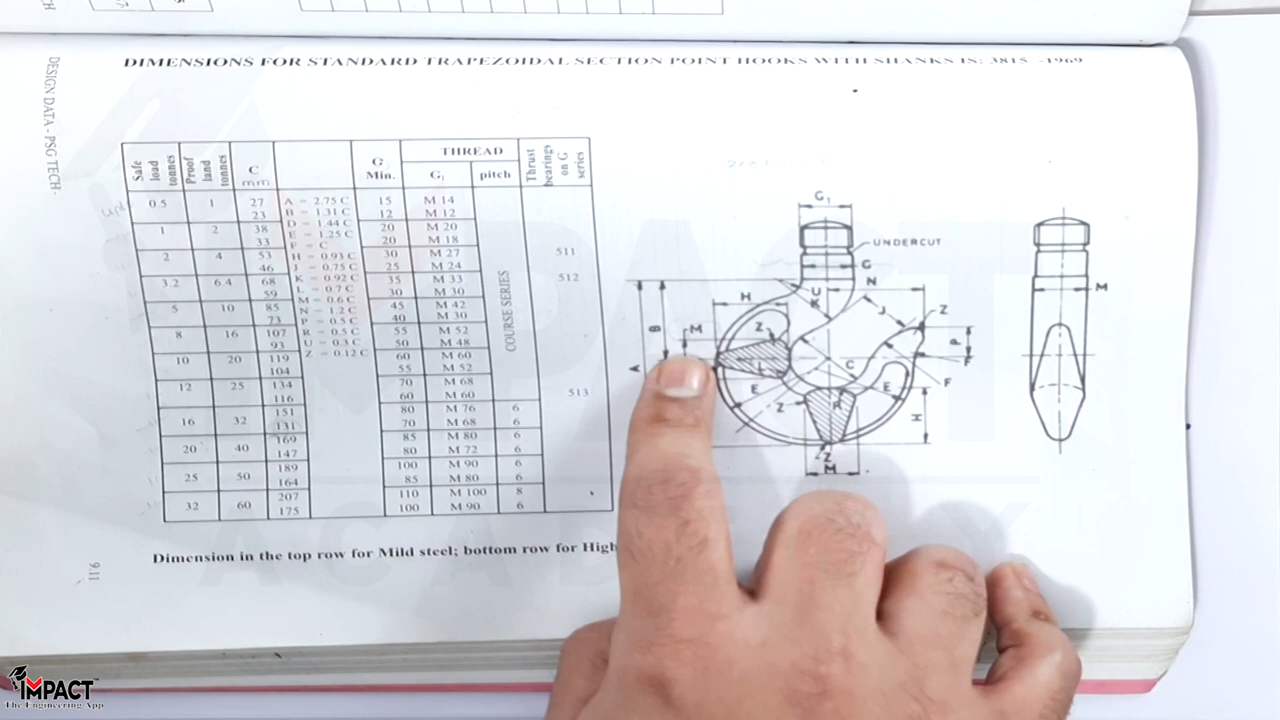 DIMENSIONS FOR STANDARD TRAPEZOIDAL SECTION POINT HOOKS WITH SHANKS IS: 3815 -1969
DESIGN DATA - PSG TECH-
Safe load tonnes
Proof land tonnes
C mm
G Min.
THREAD
G₁ pitch
Thrust bearings on G series
A = 2.75 C
B = 1.31 C
D = 1.44 C
E = 1.25 C
F = C
H = 0.93 C
J = 0.75 C
K = 0.92 C
L = 0.7 C
M = 0.6 C
N = 1.2 C
P = 0.5 C
R = 0.5 C
U = 0.3 C
Z = 0.12 C
0.5 1 27 15 M 14
23 12 M 12
1 2 38 20 M 20
33 20 M 18
2 4 53 30 M 27 511
46 25 M 24
3.2 6.4 68 35 M 33 512
59 30 M 30
5 10 85 45 M 42
73 40 M 30
8 16 107 55 M 52
93 50 M 48
10 20 119 60 M 60
104 55 M 52
12 25 134 70 M 68 513
116 60 M 60
16 32 151 80 M 76 6
131 70 M 68 6
20 40 169 85 M 80 6
147 80 M 72 6
25 50 189 100 M 90 6
164 85 M 80 6
32 60 207 110 M 100 8
175 100 M 90 6
COURSE SERIES
Dimension in the top row for Mild steel; bottom row for High
9.11
G₁
UNDERCUT
G
N
U
K
H
J
Z
B
M
Z
P
A
L
C
F
E
E
F
Z
R
H
Z
M
M
IMPACT
The Engineering App